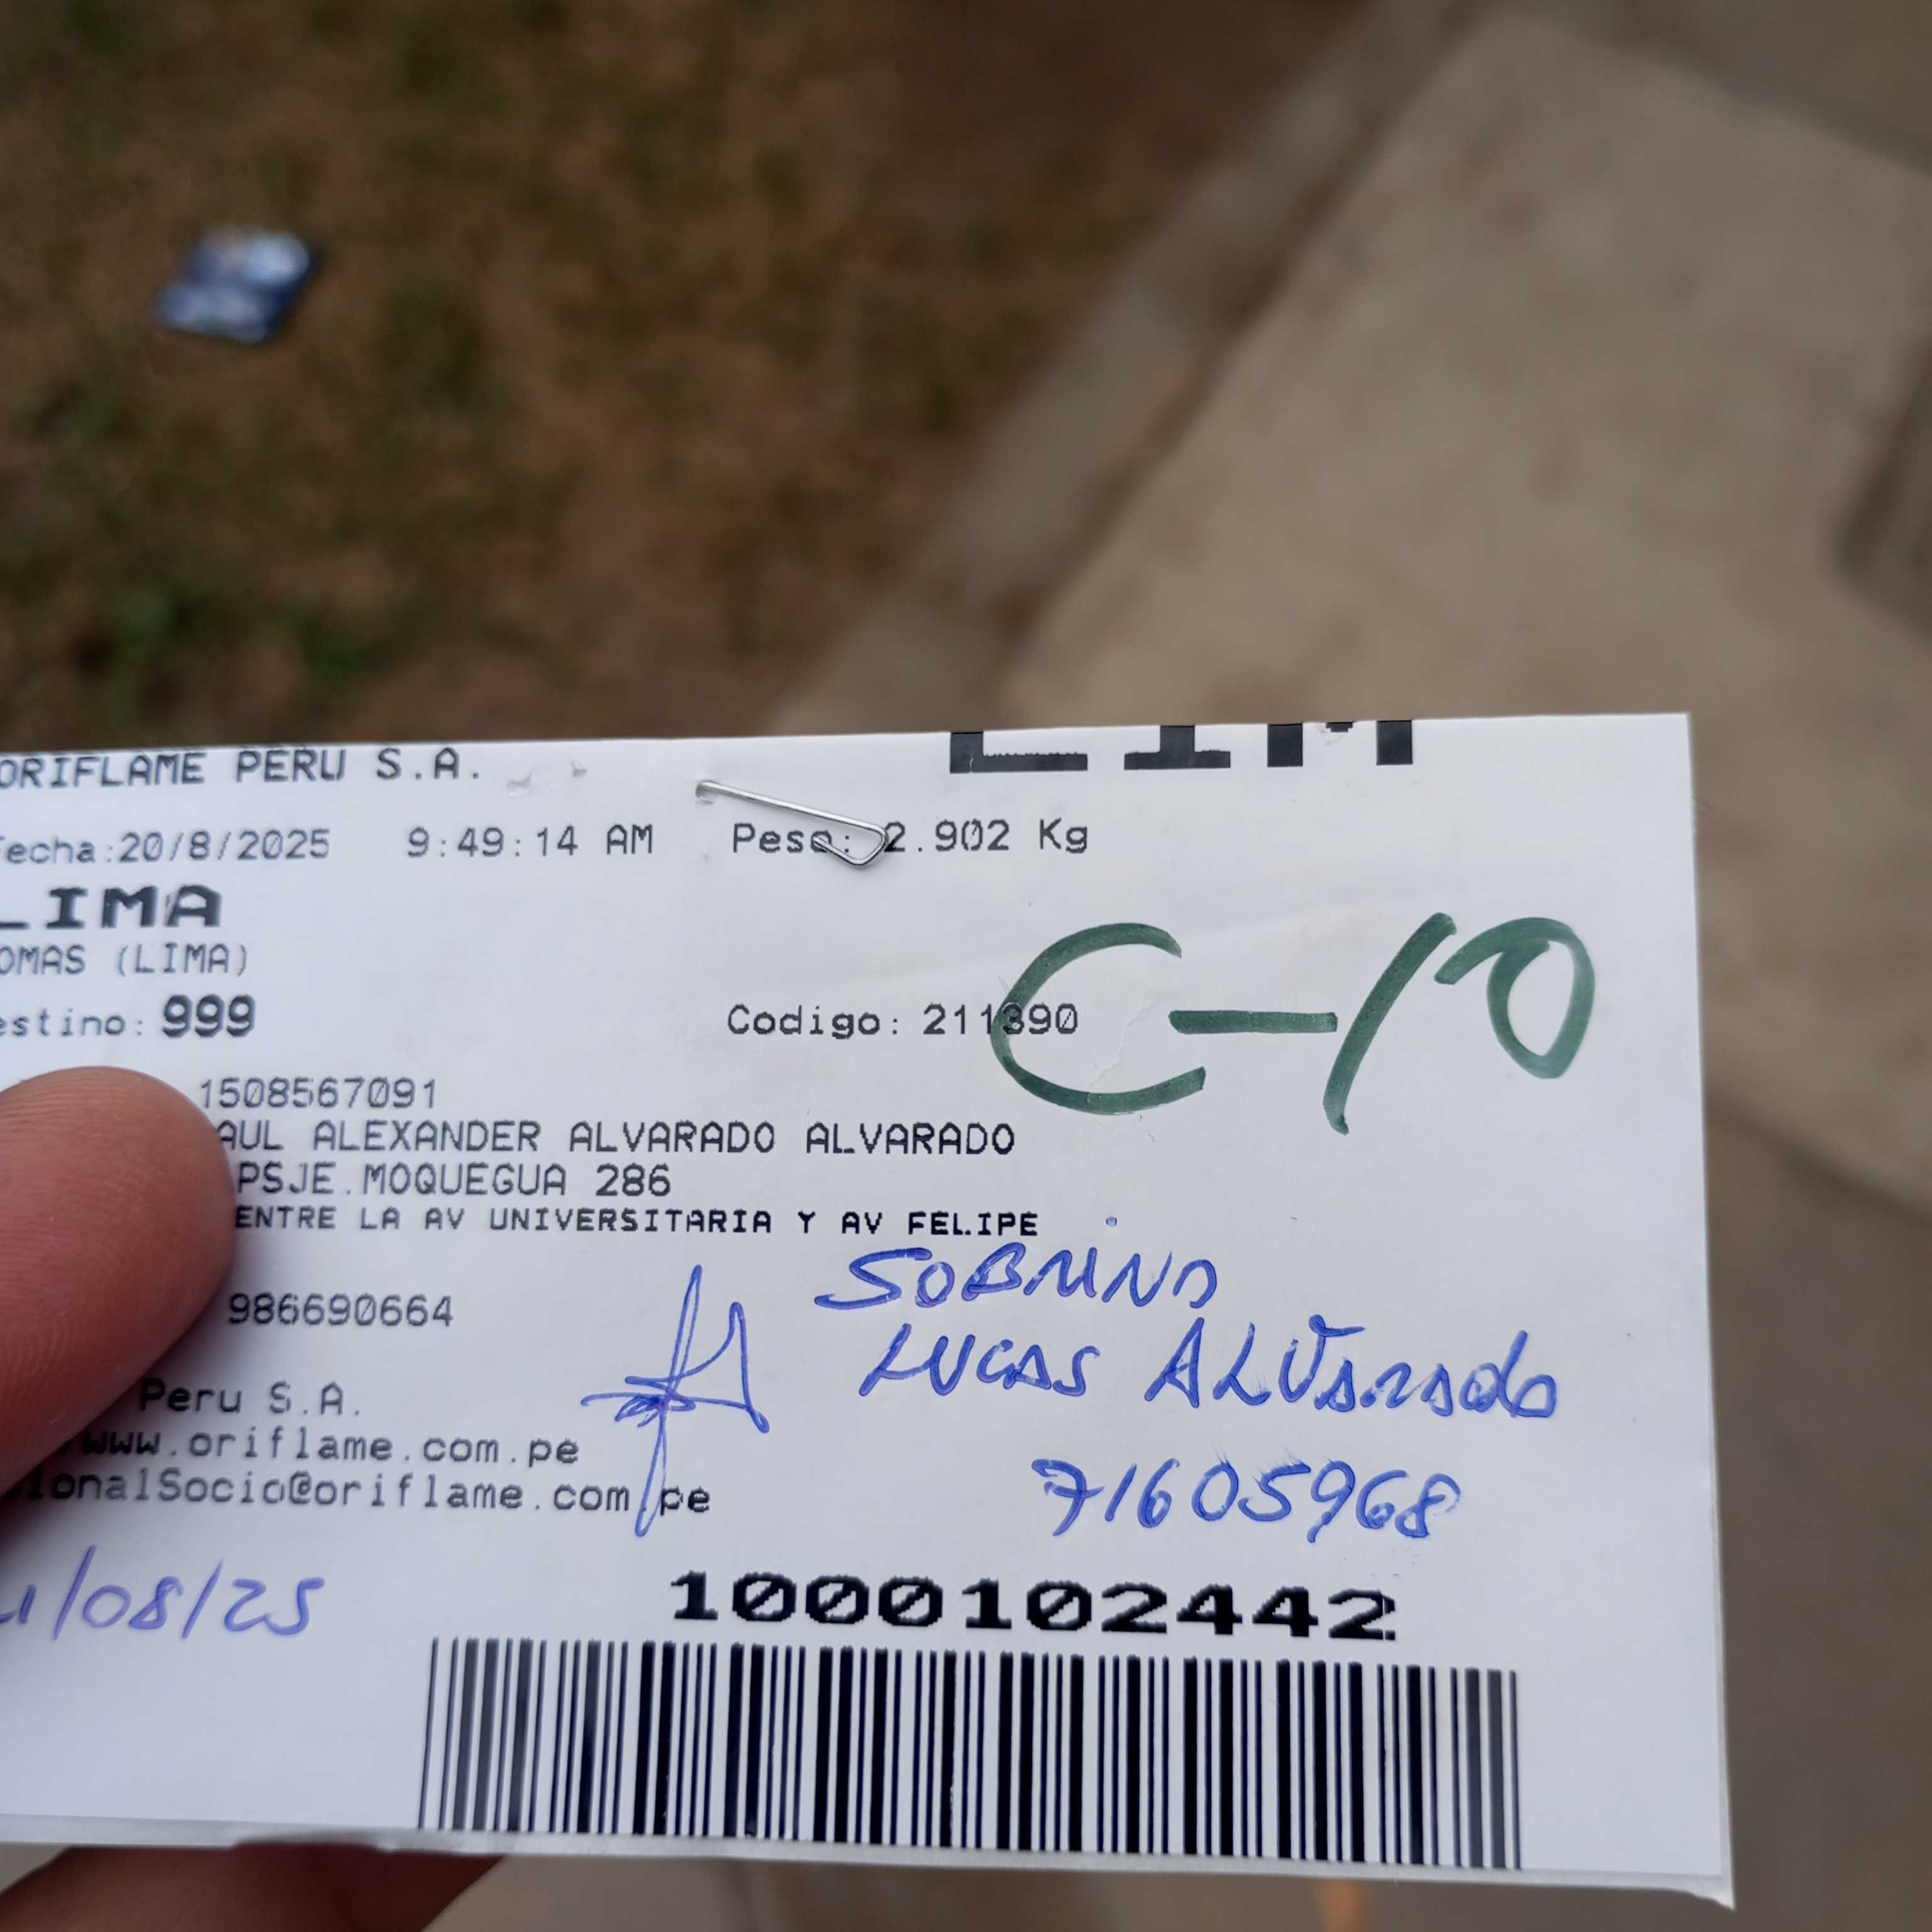 ORIFLAME PERU S.A.
LIM
Fecha:20/8/2025 9:49:14 AM Peso: 2.902 Kg
LIMA
OMAS (LIMA)
estino: 999 Codigo: 211390
C-10
1508567091
AUL ALEXANDER ALVARADO ALVARADO
PSJE.MOQUEGUA 286
ENTRE LA AV UNIVERSITARIA Y AV FELIPE
SOBRINO
986690664
LUCAS ALVARADO
Peru S.A.
www.oriflame.com.pe
ionalSocio@oriflame.com.pe
71605968
1/08/25
1000102442